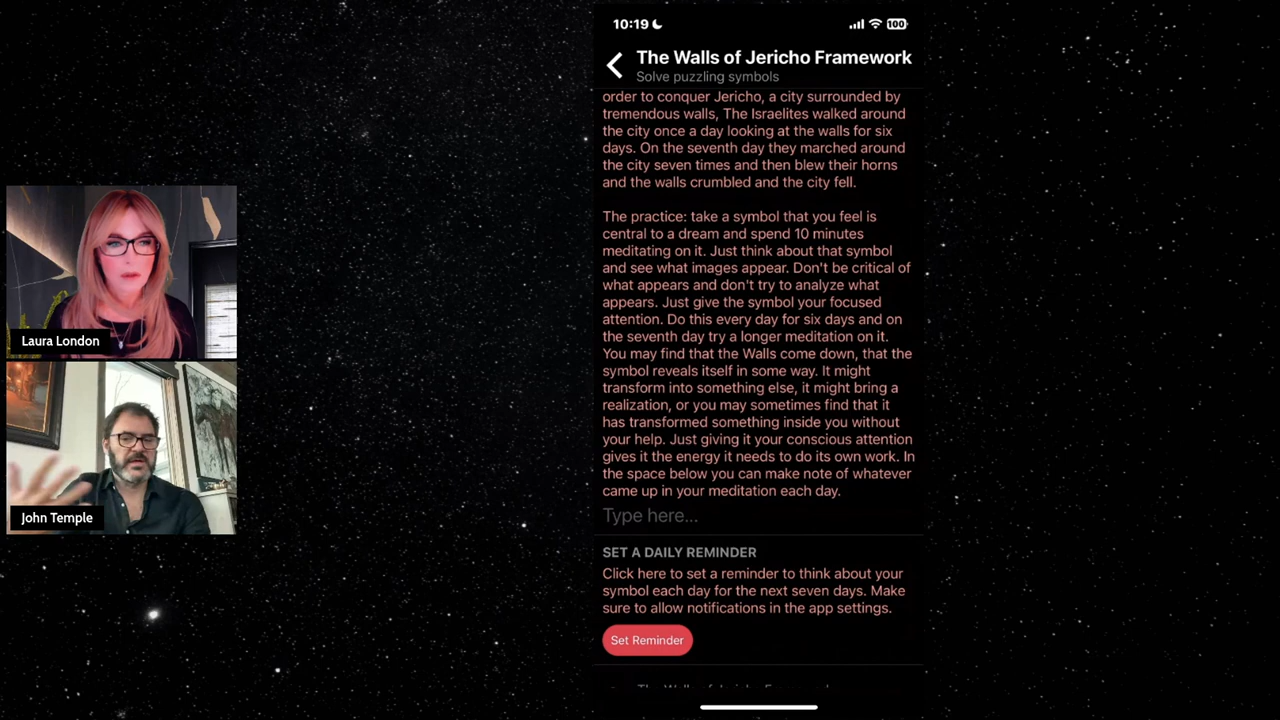 10:19
100
The Walls of Jericho Framework
Solve puzzling symbols
order to conquer Jericho, a city surrounded by
tremendous walls, The Israelites walked around
the city once a day looking at the walls for six
days. On the seventh day they marched around
the city seven times and then blew their horns
and the walls crumbled and the city fell.
The practice: take a symbol that you feel is
central to a dream and spend 10 minutes
meditating on it. Just think about that symbol
and see what images appear. Don't be critical of
what appears and don't try to analyze what
appears. Just give the symbol your focused
attention. Do this every day for six days and on
the seventh day try a longer meditation on it.
You may find that the Walls come down, that the
symbol reveals itself in some way. It might
transform into something else, it might bring a
realization, or you may sometimes find that it
has transformed something inside you without
your help. Just giving it your conscious attention
gives it the energy it needs to do its own work. In
the space below you can make note of whatever
came up in your meditation each day.
Type here...
SET A DAILY REMINDER
Click here to set a reminder to think about your
symbol each day for the next seven days. Make
sure to allow notifications in the app settings.
Set Reminder
The Walls of Jericho Framework
Laura London
John Temple